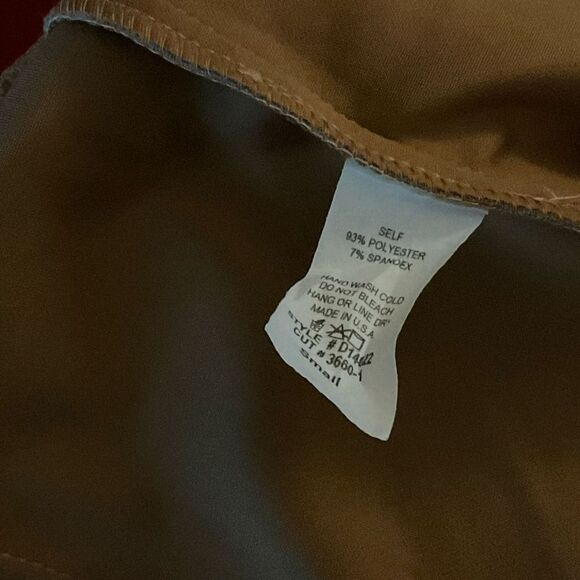 SELF
93% POLYESTER
7% SPANDEX
HAND WASH COLD
DO NOT BLEACH
HANG OR LINE DRY
MADE IN U.S.A
STYLE #
CUT # 3660-1
Small